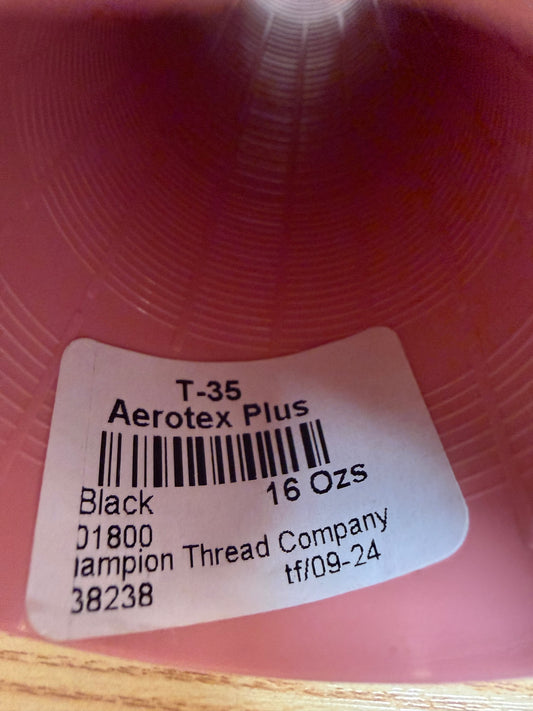 T-35
Aerotex Plus
Black 16 Ozs
01800
ampion Thread Company
38238 tf/09-24